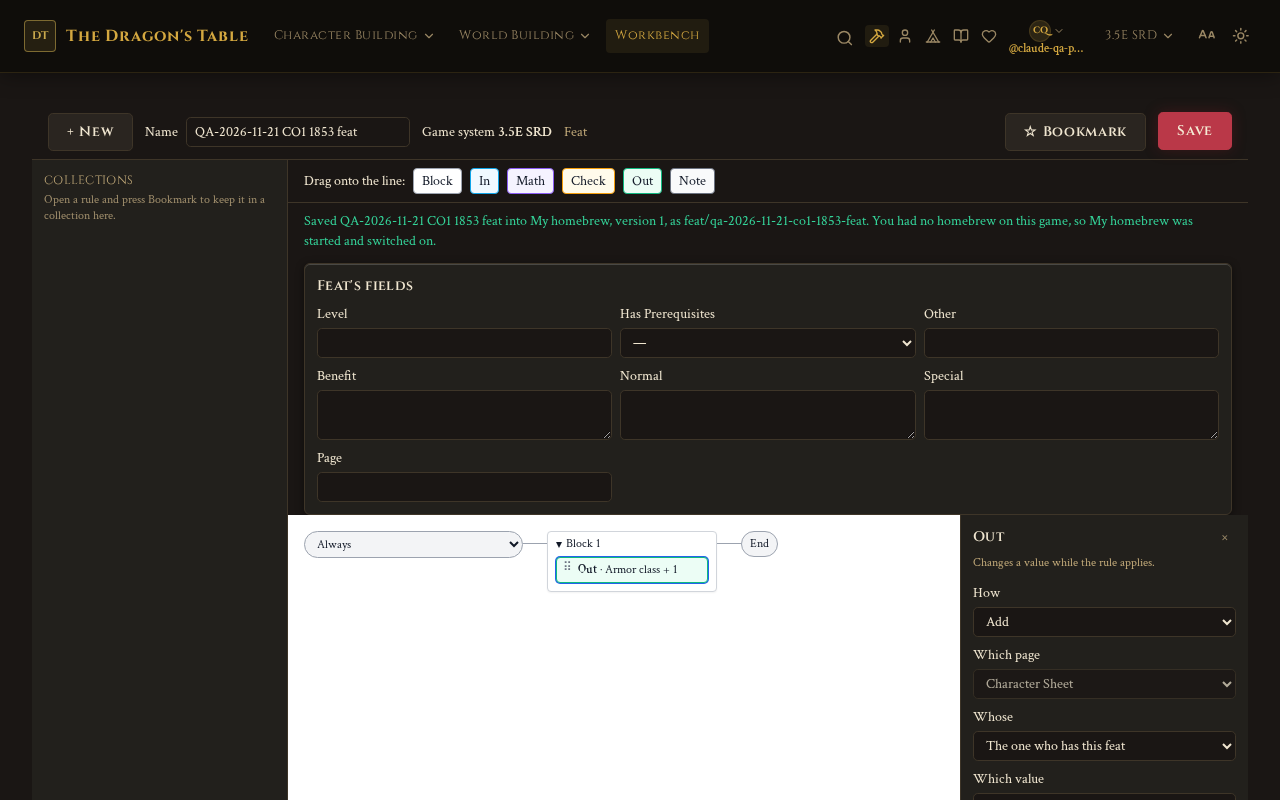 DT The Dragon's Table Character Building World Building Workbench CQ 3.5E SRD AA
@claude-qa-p...
+ New Name QA-2026-11-21 CO1 1853 feat Game system 3.5E SRD Feat ☆ Bookmark Save
Collections
Open a rule and press Bookmark to keep it in a
collection here.
Drag onto the line: Block In Math Check Out Note
Saved QA-2026-11-21 CO1 1853 feat into My homebrew, version 1, as feat/qa-2026-11-21-co1-1853-feat. You had no homebrew on this game, so My homebrew was
started and switched on.
Feat's fields
Level Has Prerequisites Other
—
Benefit Normal Special
Page
Always Block 1 End
Out · Armor class + 1
Out ×
Changes a value while the rule applies.
How
Add
Which page
Character Sheet
Whose
The one who has this feat
Which value